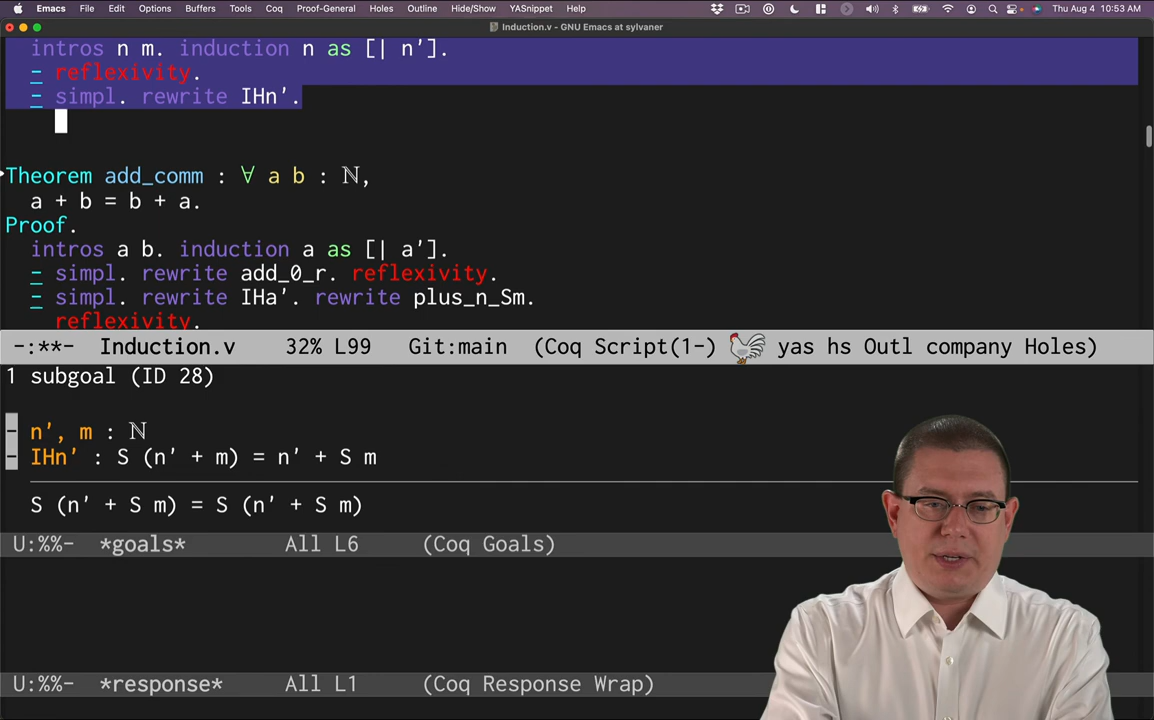 Emacs File Edit Options Buffers Tools Coq Proof-General Holes Outline Hide/Show YASnippet Help Thu Aug 4 10:53 AM
Induction.v - GNU Emacs at sylvaner
intros n m. induction n as [| n'].
- reflexivity.
- simpl. rewrite IHn'.
Theorem add_comm : ∀ a b : ℕ,
a + b = b + a.
Proof.
intros a b. induction a as [| a'].
- simpl. rewrite add_0_r. reflexivity.
- simpl. rewrite IHa'. rewrite plus_n_Sm.
reflexivity.
-:**- Induction.v 32% L99 Git:main (Coq Script(1-) 🐓 yas hs Outl company Holes)
1 subgoal (ID 28)
- n', m : ℕ
- IHn' : S (n' + m) = n' + S m
S (n' + S m) = S (n' + S m)
U:%%- *goals* All L6 (Coq Goals)
U:%%- *response* All L1 (Coq Response Wrap)